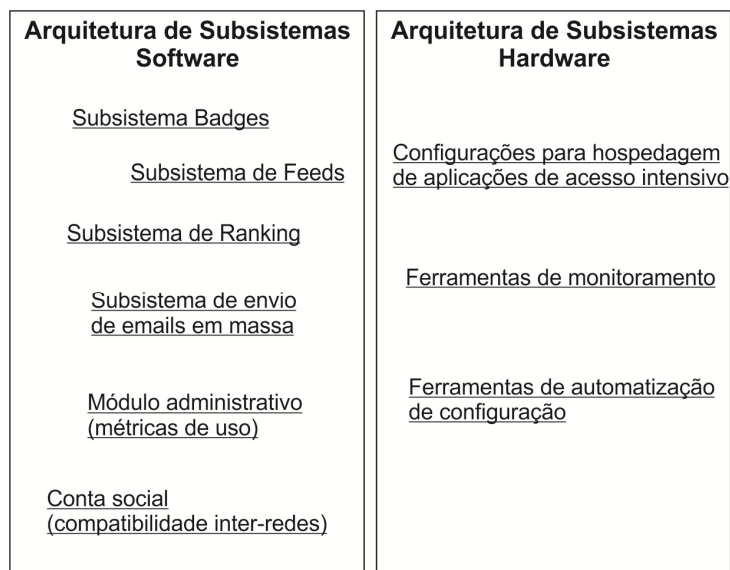 Arquitetura de Subsistemas
Software
Subsistema Badges
Subsistema de Feeds
Subsistema de Ranking
Subsistema de envio
de emails em massa
Módulo administrativo
(métricas de uso)
Conta social
(compatibilidade inter-redes)
Arquitetura de Subsistemas
Hardware
Configurações para hospedagem
de aplicações de acesso intensivo
Ferramentas de monitoramento
Ferramentas de automatização
de configuração